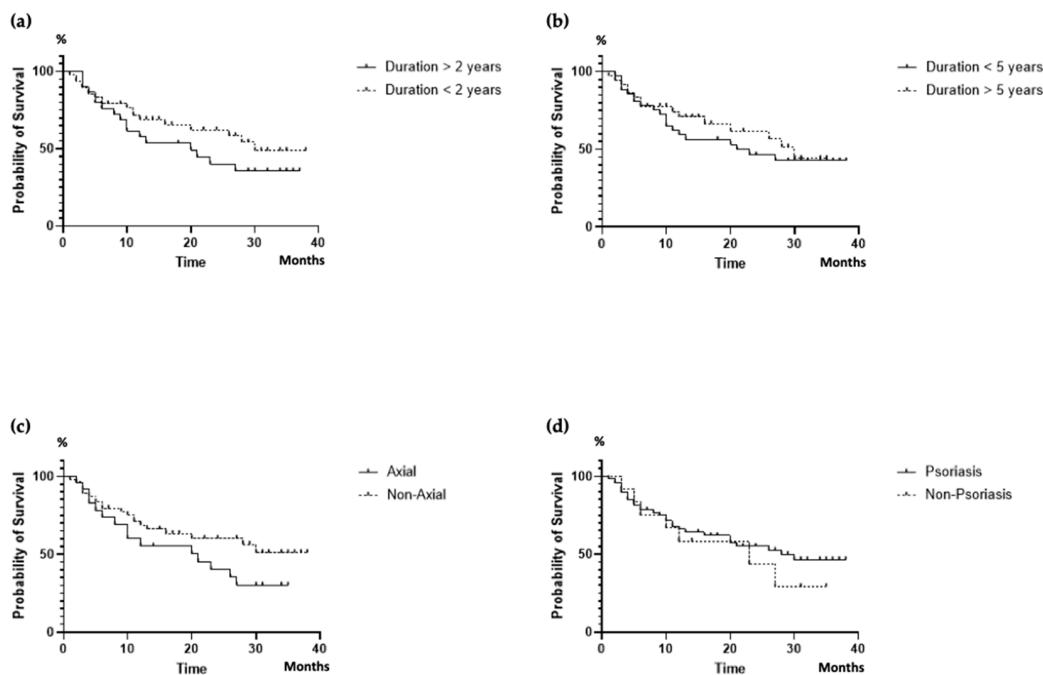 (a)
%
Probability of Survival
100
50
0
0 10 20 30 40
Time Months
Duration > 2 years
Duration < 2 years
(b)
%
Probability of Survival
100
50
0
0 10 20 30 40
Time Months
Duration < 5 years
Duration > 5 years
(c)
%
Probability of Survival
100
50
0
0 10 20 30 40
Time Months
Axial
Non-Axial
(d)
%
Probability of Survival
100
50
0
0 10 20 30 40
Time Months
Psoriasis
Non-Psoriasis